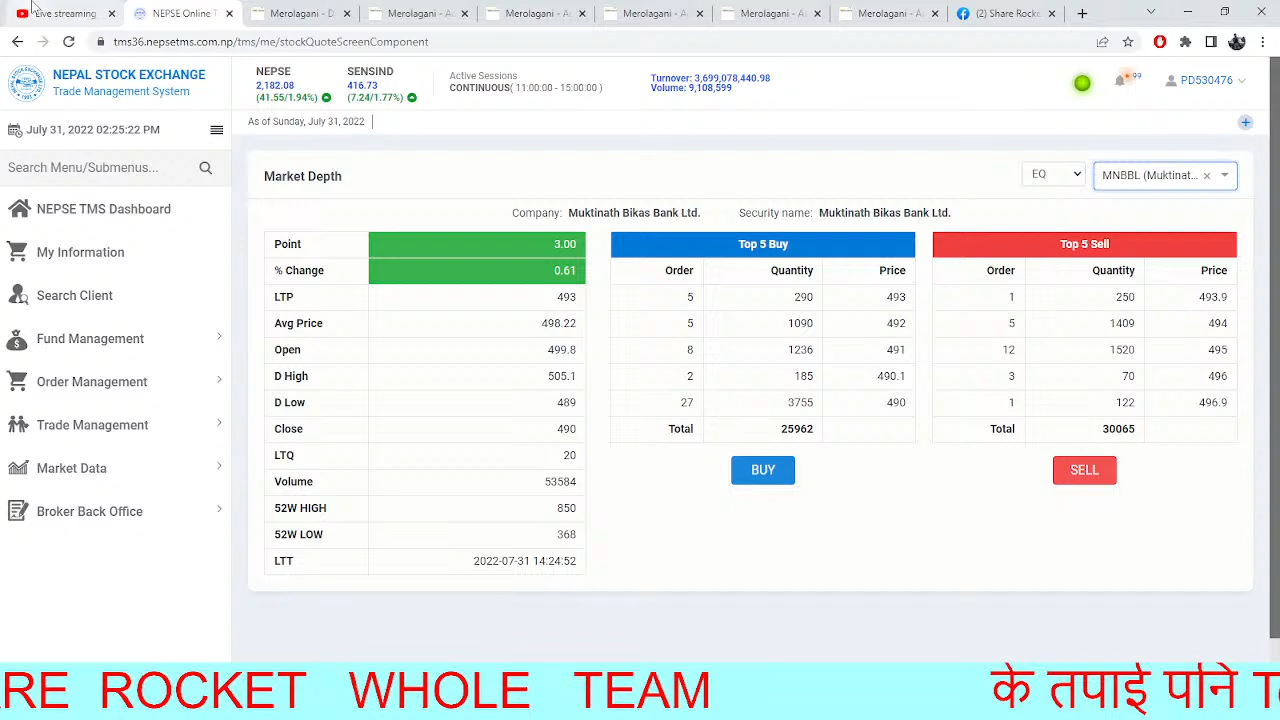 Live streaming
NEPSE Online T
Merolagani - D
Merolagani - A
Merolagani - A
Merolagani - A
Merolagani - A
Merolagani - A
(2) Share Rocke
tms36.nepsetms.com.np/tms/me/stockQuoteScreenComponent
NEPAL STOCK EXCHANGE
Trade Management System
NEPSE
2,182.08
(41.55/1.94%)
SENSIND
416.73
(7.24/1.77%)
Active Sessions
CONTINUOUS( 11:00:00 - 15:00:00 )
Turnover: 3,699,078,440.98
Volume: 9,108,599
99
PD530476
July 31, 2022 02:25:22 PM
As of Sunday, July 31, 2022
Search Menu/Submenus...
NEPSE TMS Dashboard
My Information
Search Client
Fund Management
Order Management
Trade Management
Market Data
Broker Back Office
Market Depth
EQ
MNBBL (Muktinat...
Company: Muktinath Bikas Bank Ltd.
Security name: Muktinath Bikas Bank Ltd.
Point 3.00
% Change 0.61
LTP 493
Avg Price 498.22
Open 499.8
D High 505.1
D Low 489
Close 490
LTQ 20
Volume 53584
52W HIGH 850
52W LOW 368
LTT 2022-07-31 14:24:52
Top 5 Buy
Order Quantity Price
5 290 493
5 1090 492
8 1236 491
2 185 490.1
27 3755 490
Total 25962
BUY
Top 5 Sell
Order Quantity Price
1 250 493.9
5 1409 494
12 1520 495
3 70 496
1 122 496.9
Total 30065
SELL
ARE ROCKET WHOLE TEAM के तपाई पनि